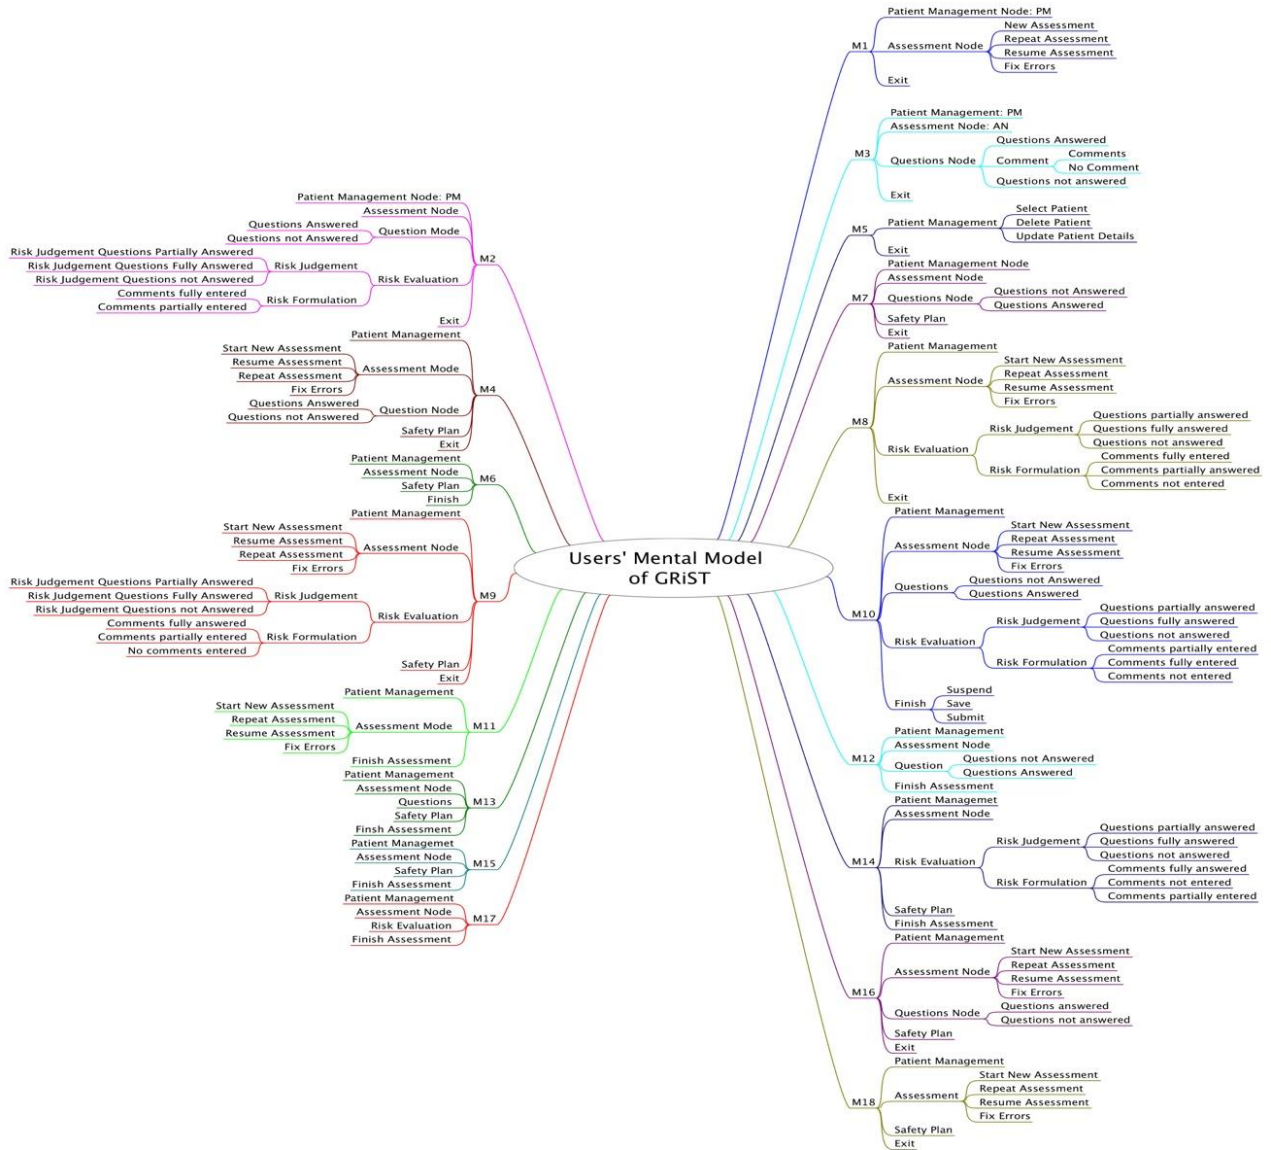 Users' Mental Model
of GRiST
M1
Patient Management Node: PM
Assessment Node
New Assessment
Repeat Assessment
Resume Assessment
Fix Errors
Exit
M3
Patient Management: PM
Assessment Node: AN
Questions Node
Questions Answered
Comment
Comments
No Comment
Questions not answered
Exit
M5
Patient Management
Select Patient
Delete Patient
Update Patient Details
Exit
M7
Patient Management Node
Assessment Node
Questions Node
Questions not Answered
Questions Answered
Safety Plan
Exit
M8
Patient Management
Assessment Node
Start New Assessment
Repeat Assessment
Resume Assessment
Fix Errors
Risk Evaluation
Risk Judgement
Questions partially answered
Questions fully answered
Questions not answered
Risk Formulation
Comments fully entered
Comments partially answered
Comments not entered
Exit
M10
Patient Management
Assessment Node
Start New Assessment
Repeat Assessment
Resume Assessment
Fix Errors
Questions
Questions not Answered
Questions Answered
Risk Evaluation
Risk Judgement
Questions partially answered
Questions fully answered
Questions not answered
Risk Formulation
Comments partially entered
Comments fully entered
Comments not entered
Finish
Suspend
Save
Submit
M12
Patient Management
Assessment Node
Question
Questions not Answered
Questions Answered
Finish Assessment
M14
Patient Managemet
Assessment Node
Risk Evaluation
Risk Judgement
Questions partially answered
Questions fully answered
Questions not answered
Risk Formulation
Comments fully answered
Comments not entered
Comments partially entered
Safety Plan
Finish Assessment
M16
Patient Management
Assessment Node
Start New Assessment
Repeat Assessment
Resume Assessment
Fix Errors
Questions Node
Questions answered
Questions not answered
Safety Plan
Exit
M18
Patient Management
Assessment
Start New Assessment
Repeat Assessment
Resume Assessment
Fix Errors
Safety Plan
Exit
M2
Patient Management Node: PM
Assessment Node
Question Mode
Questions Answered
Questions not Answered
Risk Evaluation
Risk Judgement
Risk Judgement Questions Partially Answered
Risk Judgement Questions Fully Answered
Risk Judgement Questions not Answered
Risk Formulation
Comments fully entered
Comments partially entered
Exit
M4
Patient Management
Assessment Mode
Start New Assessment
Resume Assessment
Repeat Assessment
Fix Errors
Question Node
Questions Answered
Questions not Answered
Safety Plan
Exit
M6
Patient Management
Assessment Node
Safety Plan
Finish
M9
Patient Management
Assessment Node
Start New Assessment
Resume Assessment
Repeat Assessment
Fix Errors
Risk Evaluation
Risk Judgement
Risk Judgement Questions Partially Answered
Risk Judgement Questions Fully Answered
Risk Judgement Questions not Answered
Risk Formulation
Comments fully answered
Comments partially entered
No comments entered
Safety Plan
Exit
M11
Patient Management
Assessment Mode
Start New Assessment
Repeat Assessment
Resume Assessment
Fix Errors
Finish Assessment
M13
Patient Management
Assessment Node
Questions
Safety Plan
Finsh Assessment
M15
Patient Managemet
Assessment Node
Safety Plan
Finish Assessment
M17
Patient Management
Assessment Node
Risk Evaluation
Finish Assessment